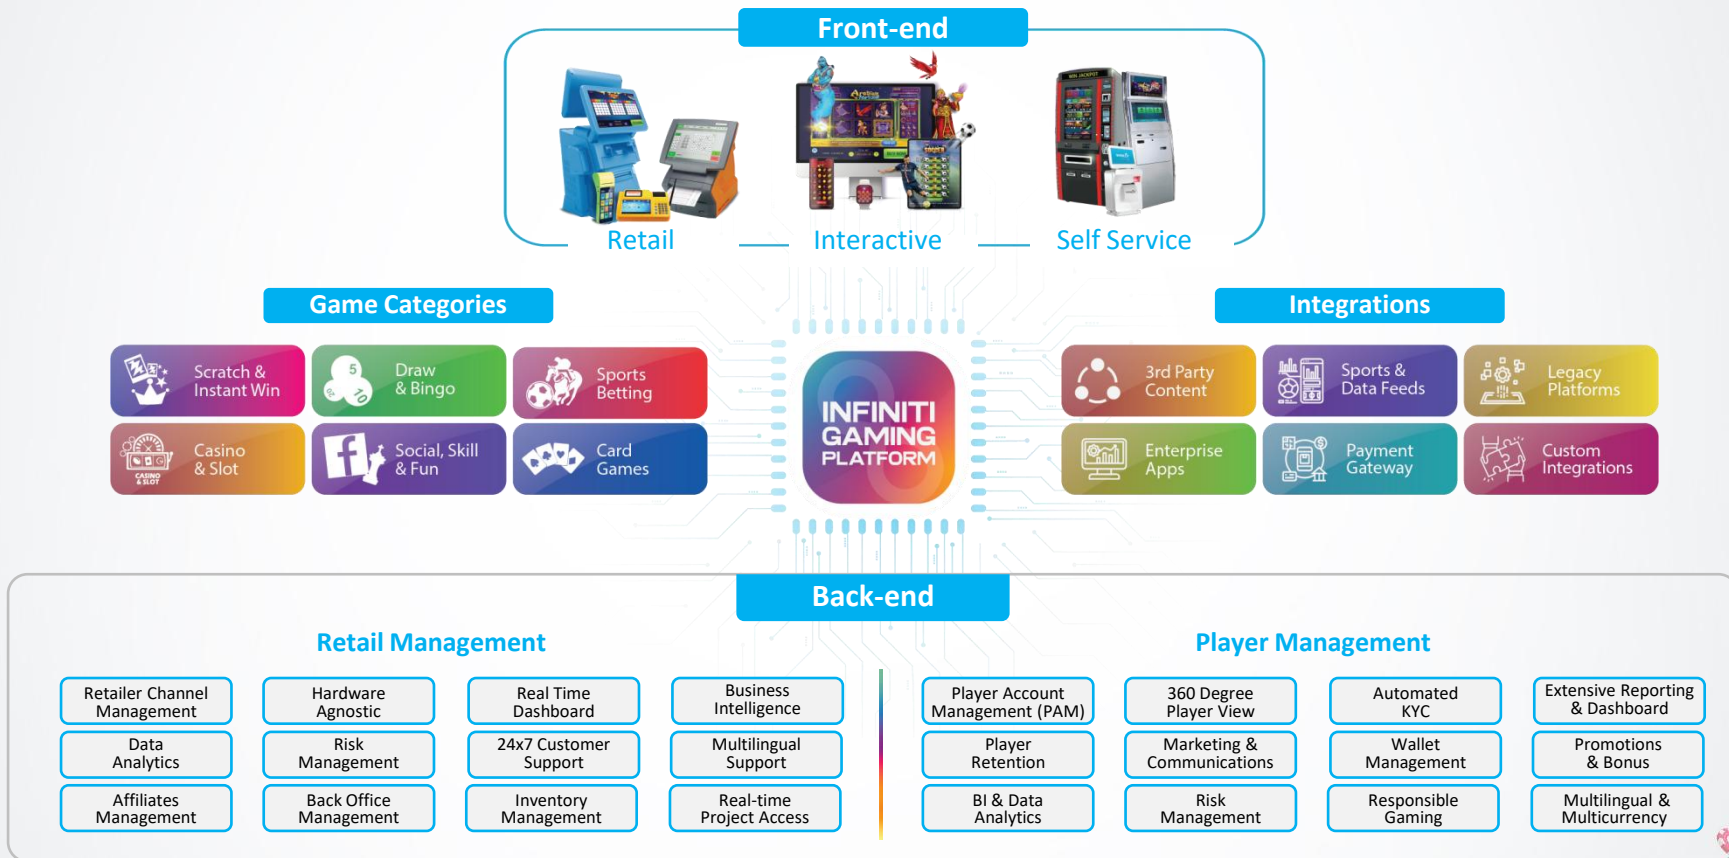 Front-end
WIN JACKPOT
Retail
Interactive
Self Service
Game Categories
Integrations
Scratch &
Instant Win
Draw
& Bingo
Sports
Betting
Casino
& Slot
CASINO
& SLOT
Social, Skill
& Fun
Card
Games
INFINITI
GAMING
PLATFORM
3rd Party
Content
Sports &
Data Feeds
Legacy
Platforms
Enterprise
Apps
Payment
Gateway
Custom
Integrations
Back-end
Retail Management
Player Management
Retailer Channel
Management
Hardware
Agnostic
Real Time
Dashboard
Business
Intelligence
Player Account
Management (PAM)
360 Degree
Player View
Automated
KYC
Extensive Reporting
& Dashboard
Data
Analytics
Risk
Management
24x7 Customer
Support
Multilingual
Support
Player
Retention
Marketing &
Communications
Wallet
Management
Promotions
& Bonus
Affiliates
Management
Back Office
Management
Inventory
Management
Real-time
Project Access
BI & Data
Analytics
Risk
Management
Responsible
Gaming
Multilingual &
Multicurrency